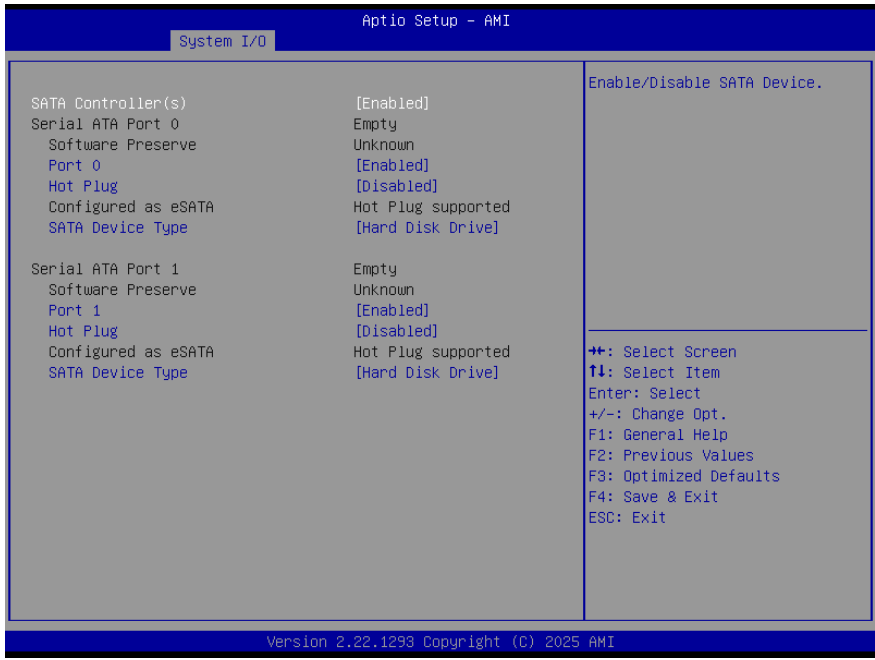 Aptio Setup – AMI
System I/O
SATA Controller(s) [Enabled]
Serial ATA Port 0 Empty
Software Preserve Unknown
Port 0 [Enabled]
Hot Plug [Disabled]
Configured as eSATA Hot Plug supported
SATA Device Type [Hard Disk Drive]
Serial ATA Port 1 Empty
Software Preserve Unknown
Port 1 [Enabled]
Hot Plug [Disabled]
Configured as eSATA Hot Plug supported
SATA Device Type [Hard Disk Drive]
Enable/Disable SATA Device.
→←: Select Screen
↑↓: Select Item
Enter: Select
+/-: Change Opt.
F1: General Help
F2: Previous Values
F3: Optimized Defaults
F4: Save & Exit
ESC: Exit
Version 2.22.1293 Copyright (C) 2025 AMI